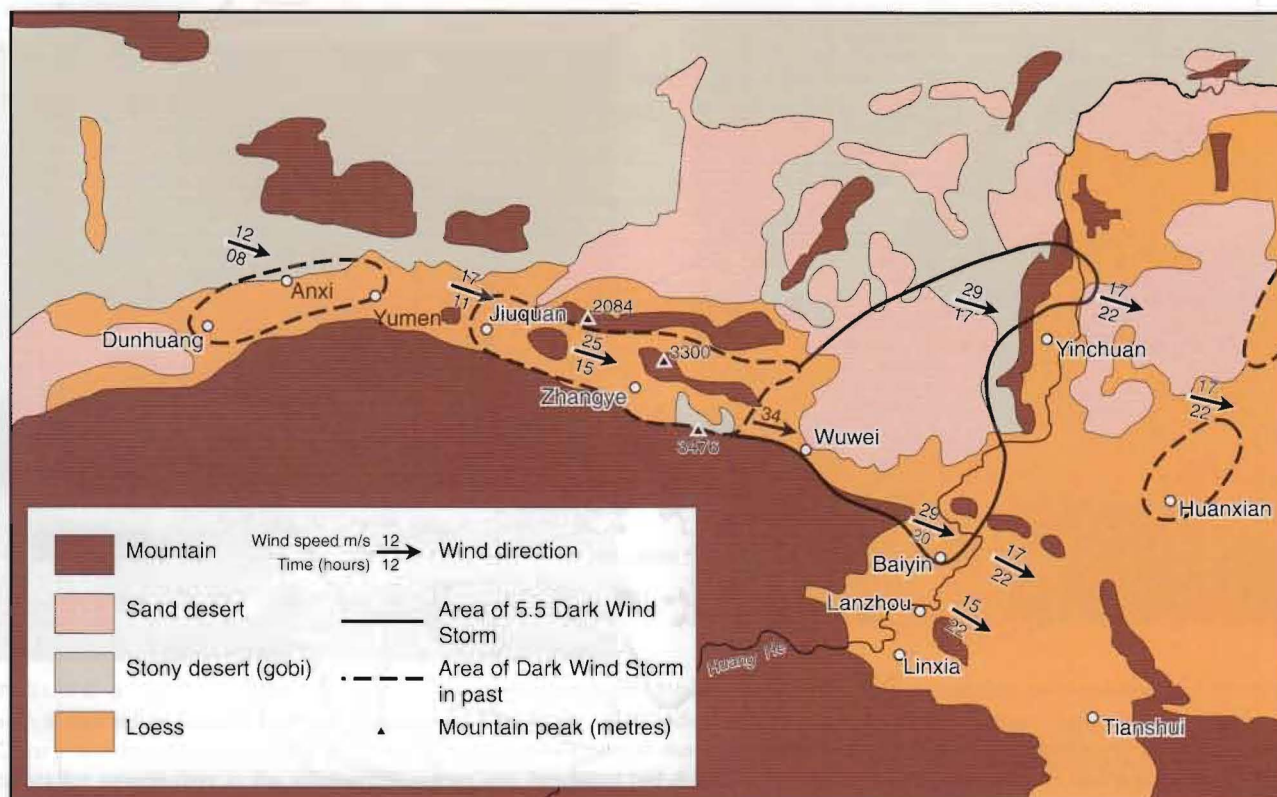 12
08
Anxi
Dunhuang
Yumen
17
11
Jiuquan
2084
25
15
3300
Zhangye
3476
34
Wuwei
29
17
17
22
Yinchuan
17
22
Huanxian
29
20
Baiyin
17
22
Lanzhou
15
22
Linxia
Huang He
Tianshui
Mountain
Sand desert
Stony desert (gobi)
Loess
Wind speed m/s 12
Time (hours) 12
Wind direction
Area of 5.5 Dark Wind
Storm
Area of Dark Wind Storm
in past
Mountain peak (metres)